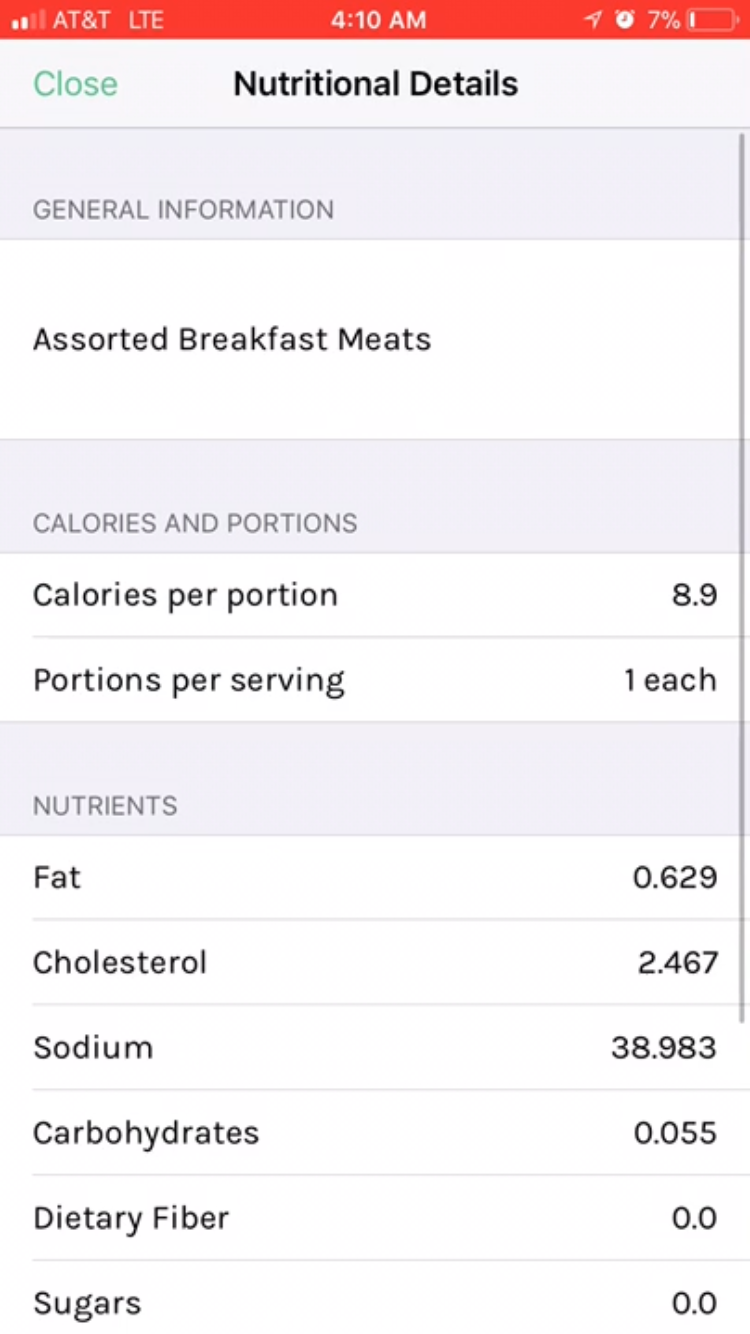 AT&T LTE 4:10 AM 7%
Close Nutritional Details
GENERAL INFORMATION
Assorted Breakfast Meats
CALORIES AND PORTIONS
Calories per portion 8.9
Portions per serving 1 each
NUTRIENTS
Fat 0.629
Cholesterol 2.467
Sodium 38.983
Carbohydrates 0.055
Dietary Fiber 0.0
Sugars 0.0